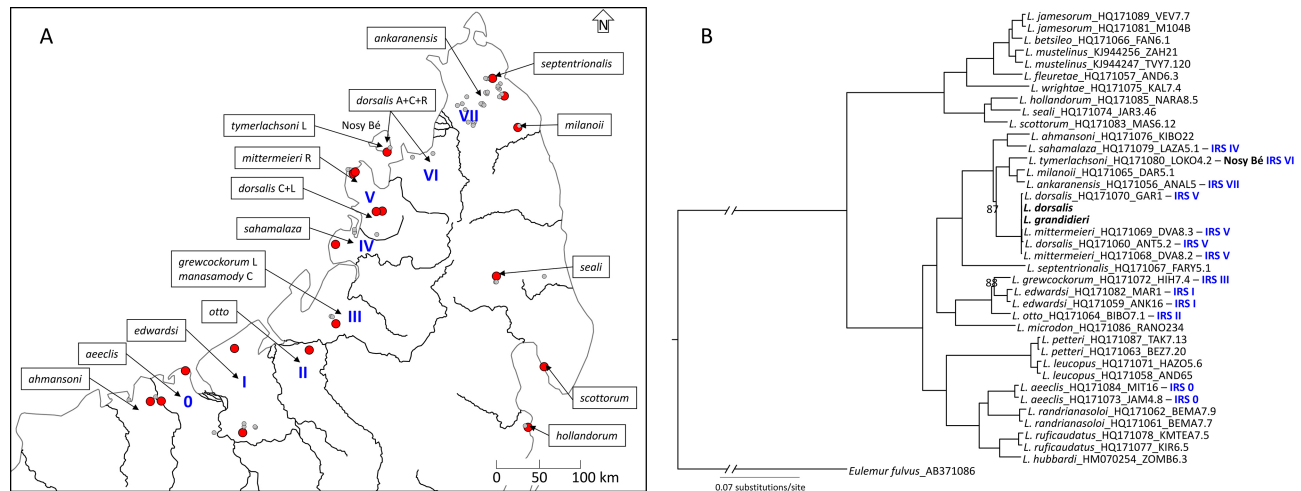 A
N
ankaranensis
septentrionalis
dorsalis A+C+R
VII
tymerlachsoni L
Nosy Bé
milanoii
mittermeieri R
VI
dorsalis C+L
V
sahamalaza
IV
grewcockorum L
manasamody C
seali
otto
III
edwardsi
aeeclis
II
I
ahmansoni
0
scottorum
hollandorum
0 50 100 km
B
L. jamesorum_HQ171089_VEV7.7
L. jamesorum_HQ171081_M104B
L. betsileo_HQ171066_FAN6.1
L. mustelinus_KJ944256_ZAH21
L. mustelinus_KJ944247_TVY7.120
L. fleuretae_HQ171057_AND6.3
L. wrightae_HQ171075_KAL7.4
L. hollandorum_HQ171085_NARA8.5
L. seali_HQ171074_JAR3.46
L. scottorum_HQ171083_MAS6.12
L. ahmansoni_HQ171076_KIBO22
L. sahamalaza_HQ171079_LAZA5.1 – IRS IV
L. tymerlachsoni_HQ171080_LOKO4.2 – Nosy Bé IRS VI
L. milanoii_HQ171065_DAR5.1
L. ankaranensis_HQ171056_ANAL5 – IRS VII
L. dorsalis_HQ171070_GAR1 – IRS V
87
L. dorsalis
L. grandidieri
L. mittermeieri_HQ171069_DVA8.3 – IRS V
L. dorsalis_HQ171060_ANT5.2 – IRS V
L. mittermeieri_HQ171068_DVA8.2 – IRS V
L. septentrionalis_HQ171067_FARY5.1
88
L. grewcockorum_HQ171072_HIH7.4 – IRS III
L. edwardsi_HQ171082_MAR1 – IRS I
L. edwardsi_HQ171059_ANK16 – IRS I
L. otto_HQ171064_BIBO7.1 – IRS II
L. microdon_HQ171086_RANO234
L. petteri_HQ171087_TAK7.13
L. petteri_HQ171063_BEZ7.20
L. leucopus_HQ171071_HAZO5.6
L. leucopus_HQ171058_AND65
L. aeeclis_HQ171084_MIT16 – IRS 0
L. aeeclis_HQ171073_JAM4.8 – IRS 0
L. randrianasoloi_HQ171062_BEMA7.9
L. randrianasoloi_HQ171061_BEMA7.7
L. ruficaudatus_HQ171078_KMTEA7.5
L. ruficaudatus_HQ171077_KIR6.5
L. hubbardi_HM070254_ZOMB6.3
Eulemur fulvus_AB371086
0.07 substitutions/site